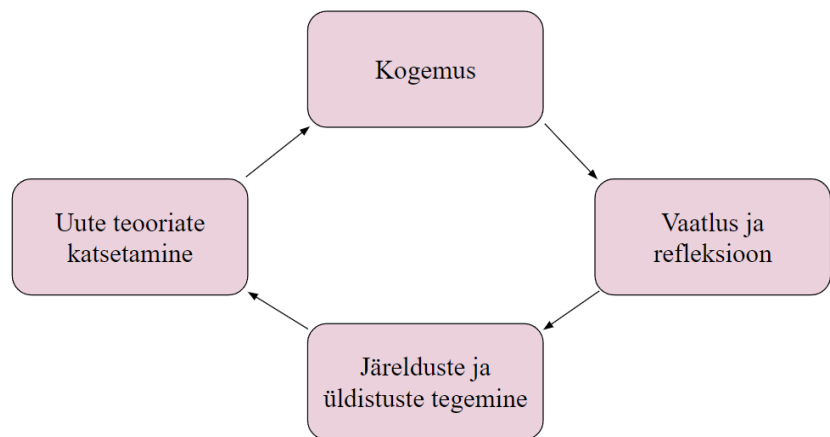 Kogemus
Uute teooriate
katsetamine
Vaatlus ja
refleksioon
Järelduste ja
üldistuste tegemine